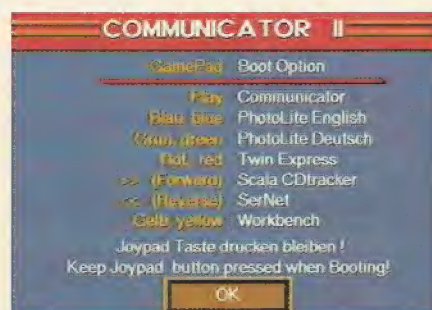 COMMUNICATOR II
GamePad Boot Option
Play Communicator
Blau, blue PhotoLite English
Grun, green PhotoLite Deutsch
Rot, red Twin Express
>> (Forward) Scala CDtracker
<< (Reverse) SerNet
Gelb, yellow Workbench
Joypad Taste drucken bleiben !
Keep Joypad button pressed when Booting!
OK